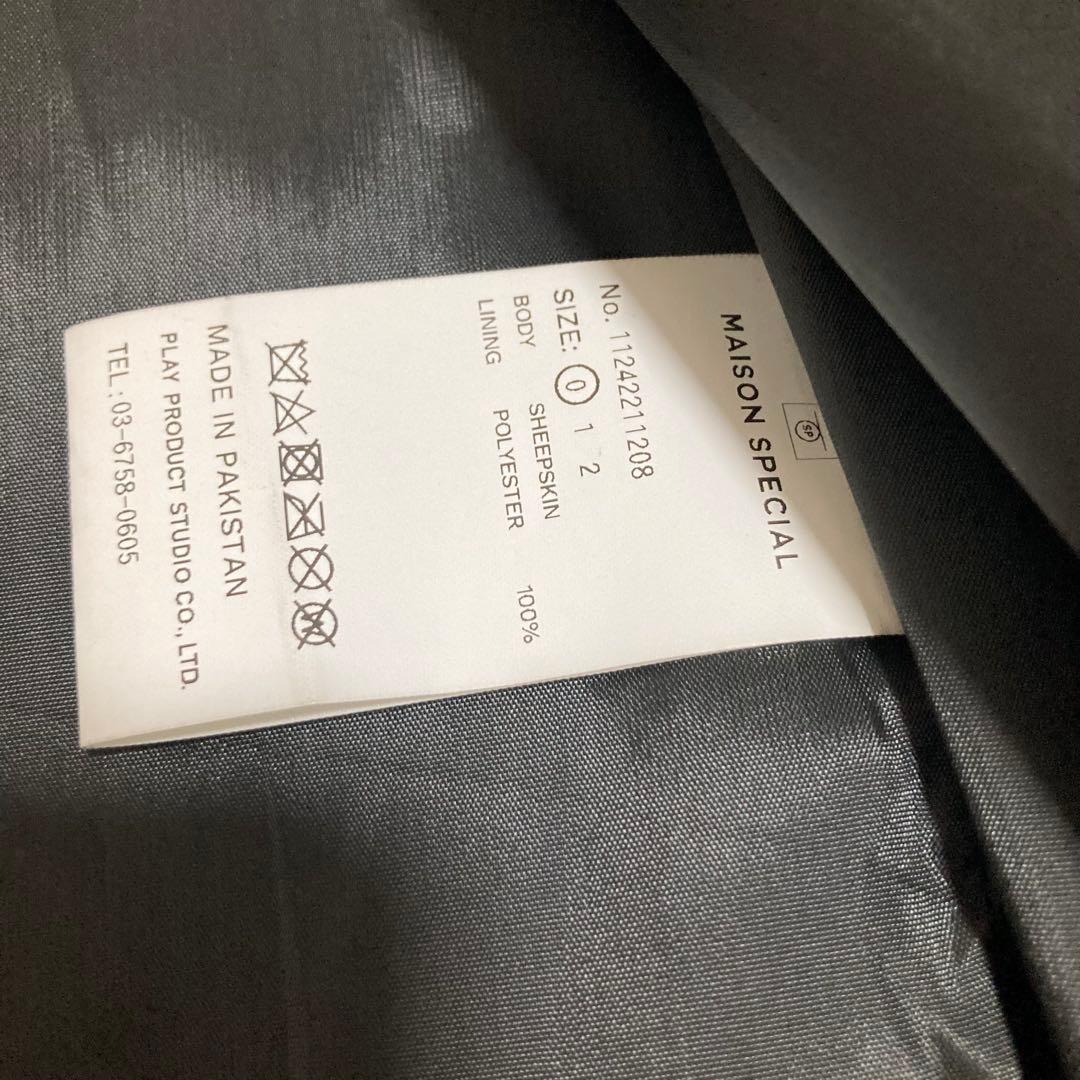 SP
MAISON SPECIAL
No. 11242211208
SIZE: 0 1 2
BODY SHEEPSKIN
LINING POLYESTER 100%
MADE IN PAKISTAN
PLAY PRODUCT STUDIO CO., LTD.
TEL : 03-6758-0605